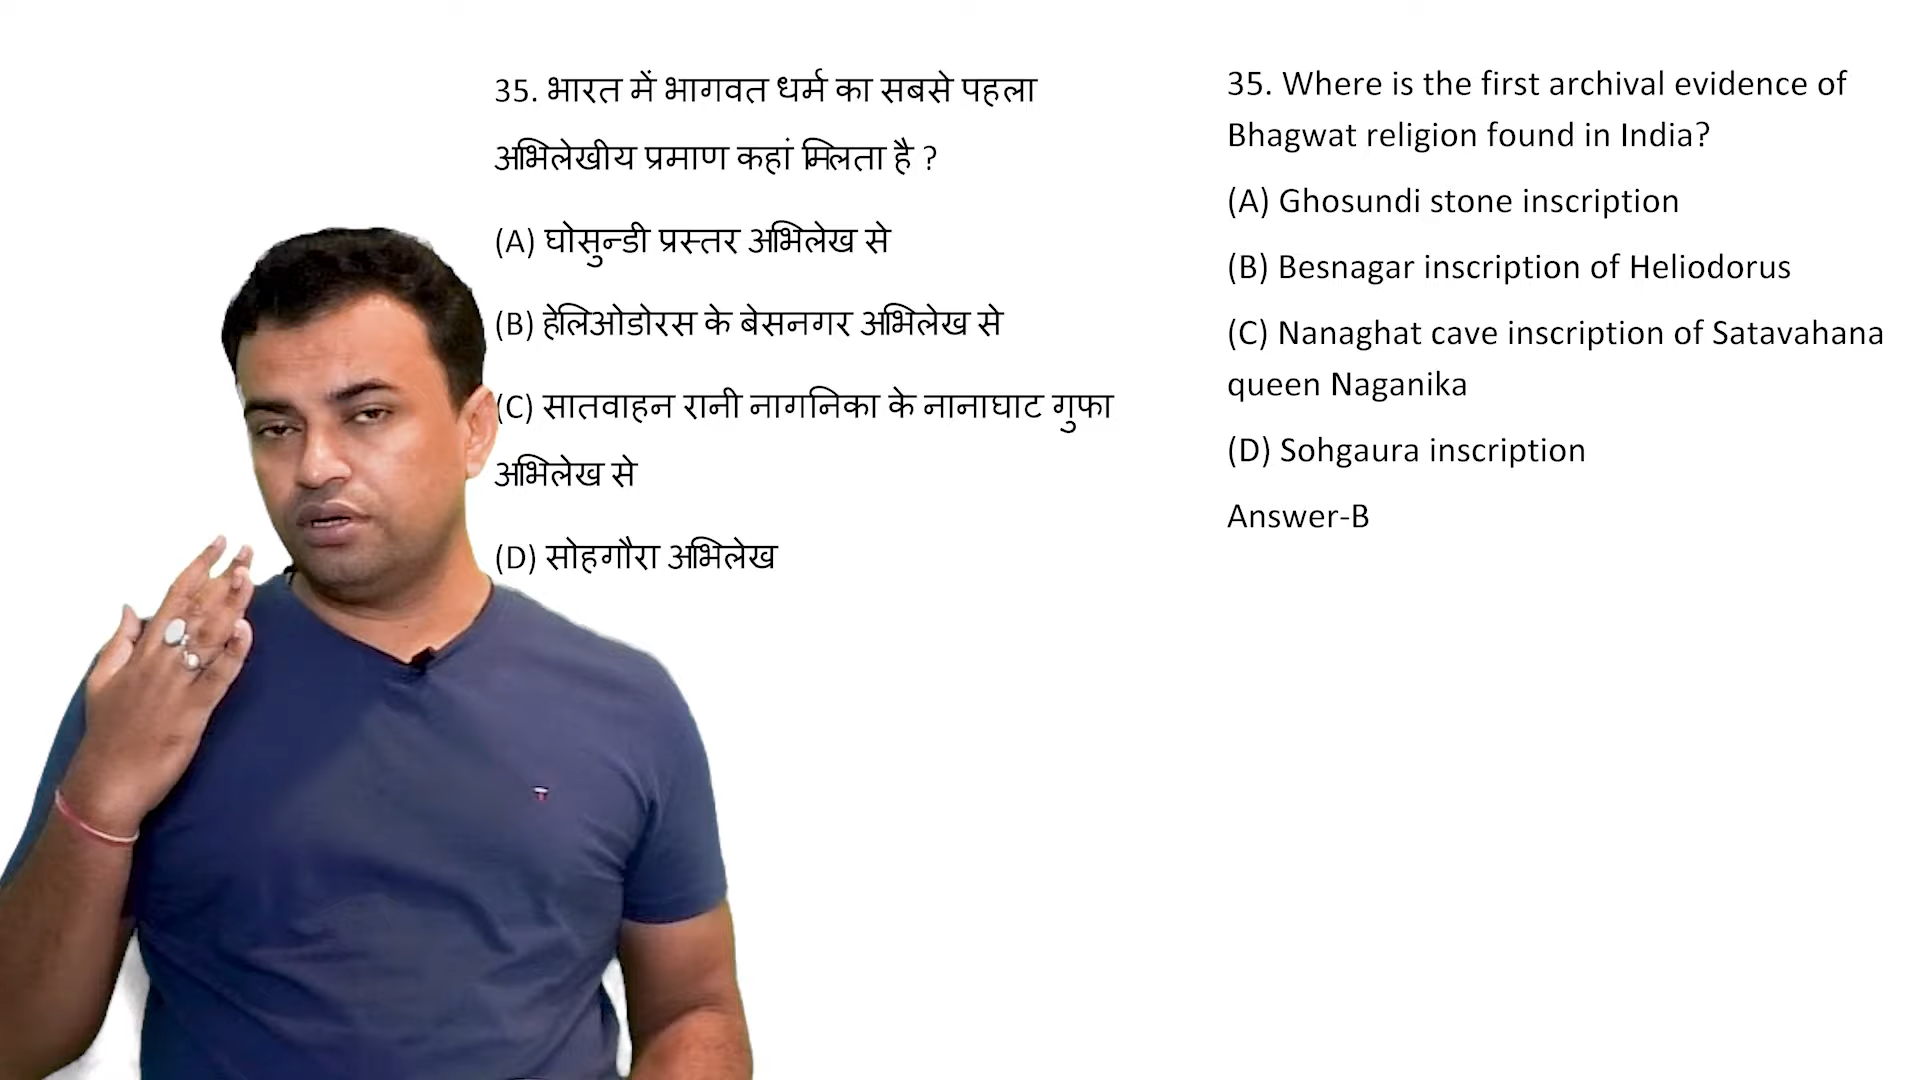 35. भारत में भागवत धर्म का सबसे पहला
अभिलेखीय प्रमाण कहां मिलता है ?
(A) घोसुन्डी प्रस्तर अभिलेख से
(B) हेलिओडोरस के बेसनगर अभिलेख से
(C) सातवाहन रानी नागनिका के नानाघाट गुफा
अभिलेख से
(D) सोहगौरा अभिलेख
35. Where is the first archival evidence of
Bhagwat religion found in India?
(A) Ghosundi stone inscription
(B) Besnagar inscription of Heliodorus
(C) Nanaghat cave inscription of Satavahana
queen Naganika
(D) Sohgaura inscription
Answer-B